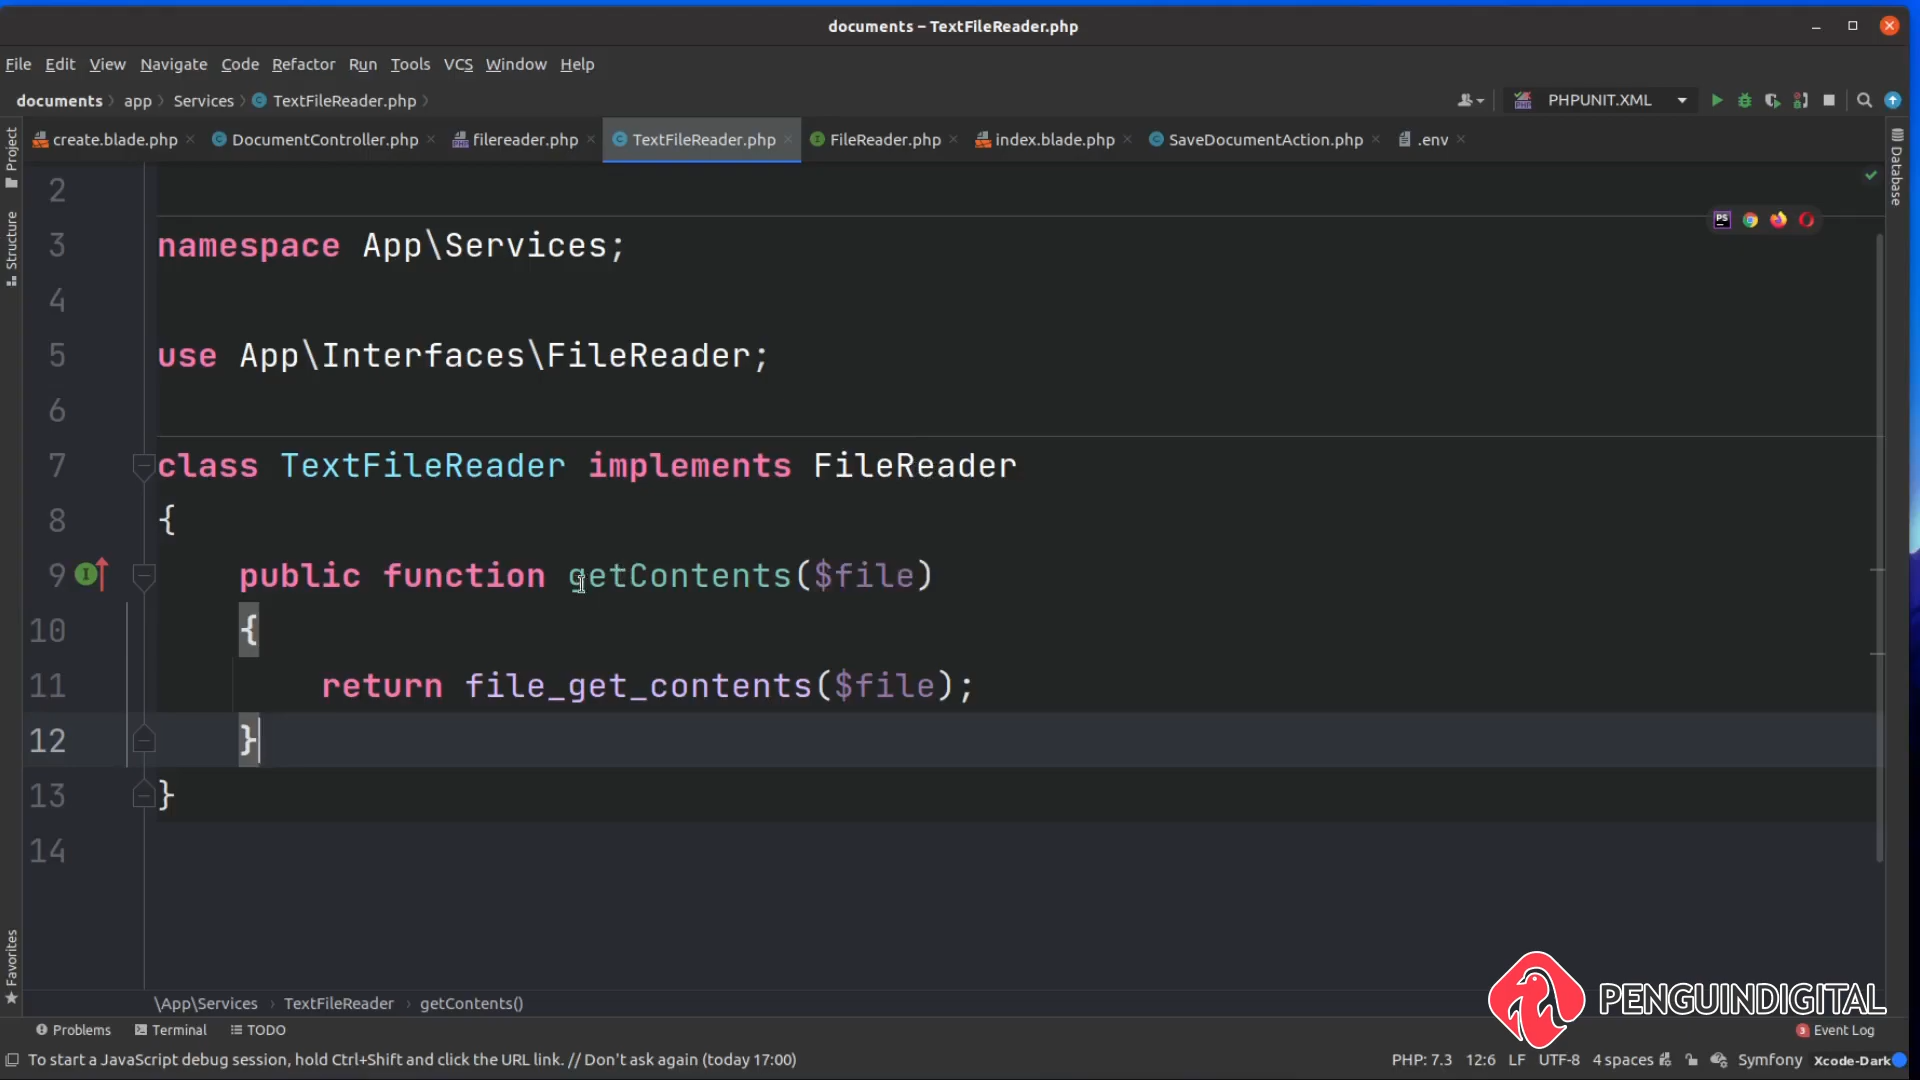 documents – TextFileReader.php
File Edit View Navigate Code Refactor Run Tools VCS Window Help
documents app Services TextFileReader.php PHPUNIT.XML
create.blade.php DocumentController.php filereader.php TextFileReader.php FileReader.php index.blade.php SaveDocumentAction.php .env
Project
Structure
Favorites
Database
2
3 namespace App\Services;
4
5 use App\Interfaces\FileReader;
6
7 class TextFileReader implements FileReader
8 {
9 public function getContents($file)
10 {
11 return file_get_contents($file);
12 }
13 }
14
\App\Services TextFileReader getContents()
PENGUINDIGITAL
Problems Terminal TODO 3 Event Log
To start a JavaScript debug session, hold Ctrl+Shift and click the URL link. // Don't ask again (today 17:00) PHP: 7.3 12:6 LF UTF-8 4 spaces Symfony Xcode-Dark